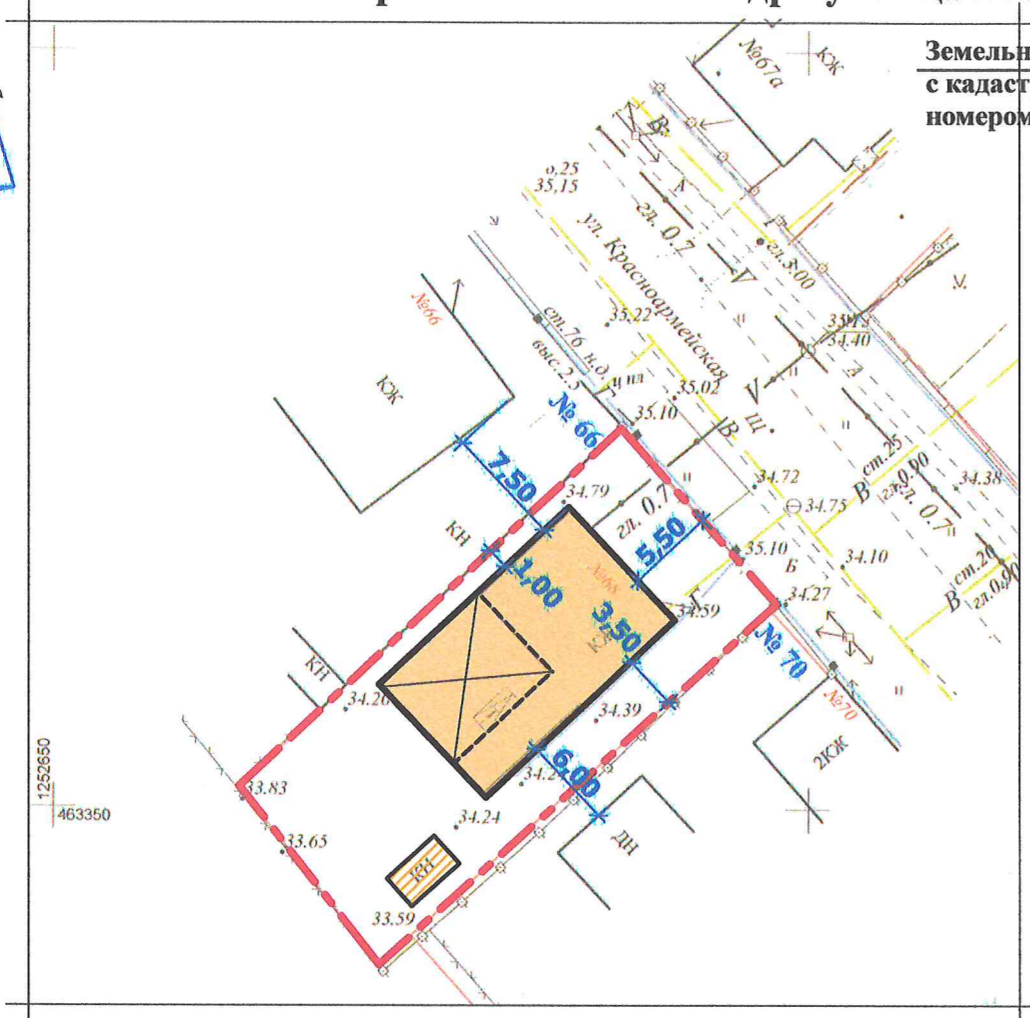 Земельн
с кадаст
номером
№67а
КЖ
В
35,15
А
гл. 0.7
V
Г
гл.3.00
ул. Красноармейская
35,22
№66
КЖ
ст.76 н.д.
выс.2.5
ц пл
35.02
35.10
№ 66
В
Щ
V
34.40
А
ст.25
гл.0.90
гл. 0.7
В
34.38
34.72
34.75
7,50
34.79
гл. 0.7
5,50
35.10
34.10
Б
34.27
ст.20
гл.0.90
В
КН
1,00
№68
34.59
Г
3,50
КЖ
№ 70
№70
2КЖ
КН
34.26
34.39
6,00
33.83
34.24
33.65
ДН
КН
33.59
1252650
463350